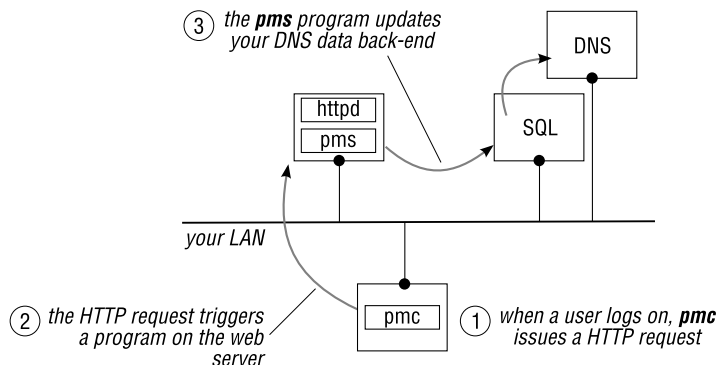 3 the pms program updates
your DNS data back-end
DNS
httpd
pms
SQL
your LAN
pmc
2 the HTTP request triggers
a program on the web
server
1 when a user logs on, pmc
issues a HTTP request